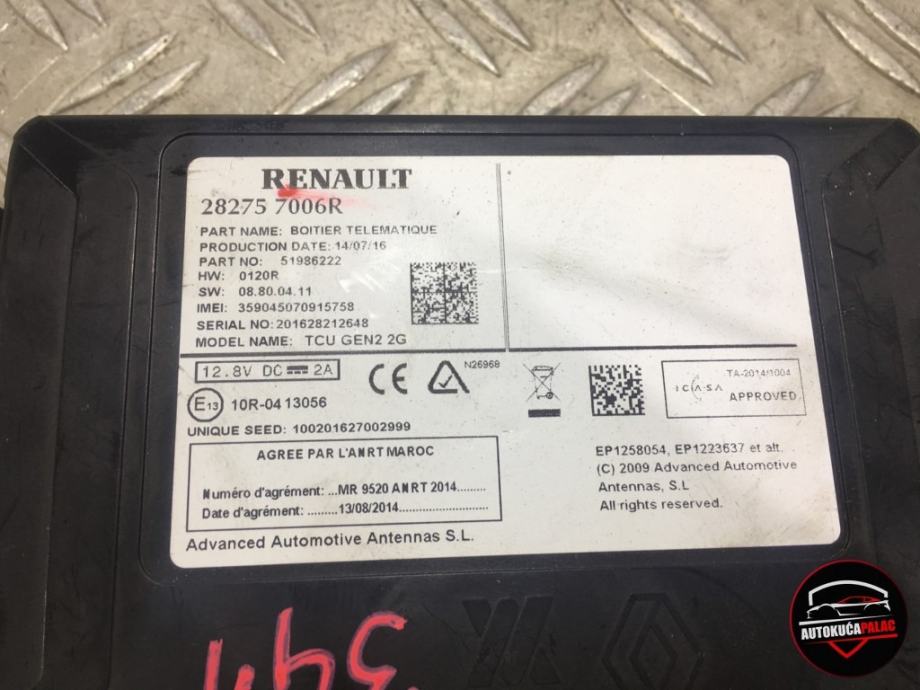 RENAULT
28275 7006R
PART NAME: BOITIER TELEMATIQUE
PRODUCTION DATE: 14/07/16
PART NO: 51986222
HW: 0120R
SW: 08.80.04.11
IMEI: 359045070915758
SERIAL NO: 201628212648
MODEL NAME: TCU GEN2 2G
12.8V DC 2A
CE
N26968
E13 10R-04 13056
UNIQUE SEED: 100201627002999
TA-2014/1004
ICASA
APPROVED
AGREE PAR L'ANRT MAROC
Numéro d'agrément: ...MR 9520 ANRT 2014........
Date d'agrément: .........13/08/2014........................
EP1258054, EP1223637 et alt.
(C) 2009 Advanced Automotive
Antennas, S.L
All rights reserved.
Advanced Automotive Antennas S.L.
AUTOKUĆAPALAC